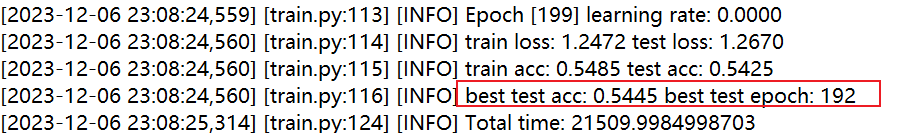 [2023-12-06 23:08:24,559] [train.py:113] [INFO] Epoch [199] learning rate: 0.0000
[2023-12-06 23:08:24,560] [train.py:114] [INFO] train loss: 1.2472 test loss: 1.2670
[2023-12-06 23:08:24,560] [train.py:115] [INFO] train acc: 0.5485 test acc: 0.5425
[2023-12-06 23:08:24,560] [train.py:116] [INFO] best test acc: 0.5445 best test epoch: 192
[2023-12-06 23:08:25,314] [train.py:124] [INFO] Total time: 21509.9984998703